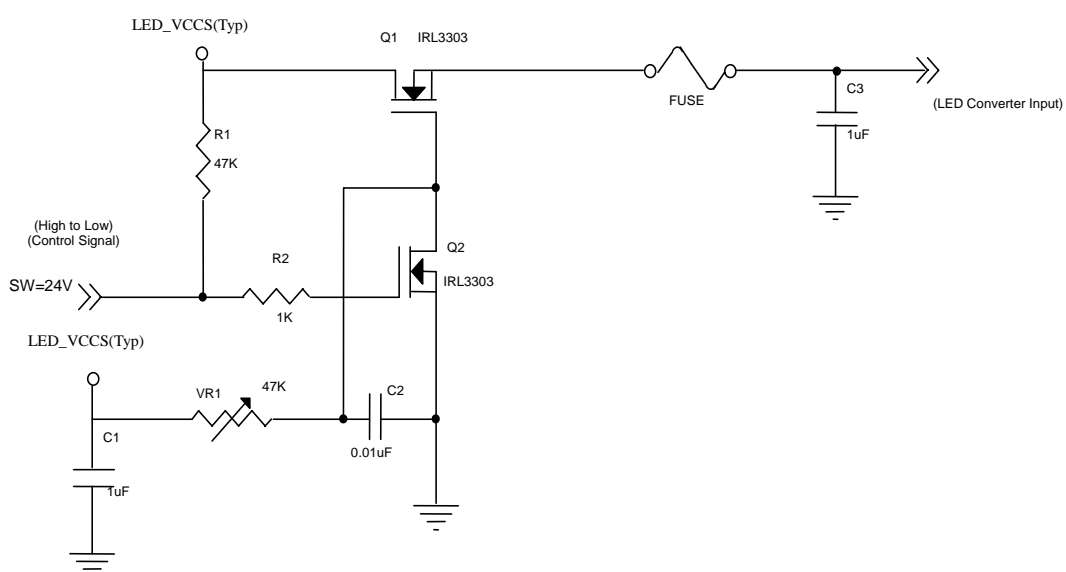 LED_VCCS(Typ)
Q1 IRL3303
FUSE
C3
1uF
(LED Converter Input)
R1
47K
(High to Low)
(Control Signal)
SW=24V
R2
1K
Q2
IRL3303
LED_VCCS(Typ)
VR1
47K
C2
0.01uF
C1
1uF